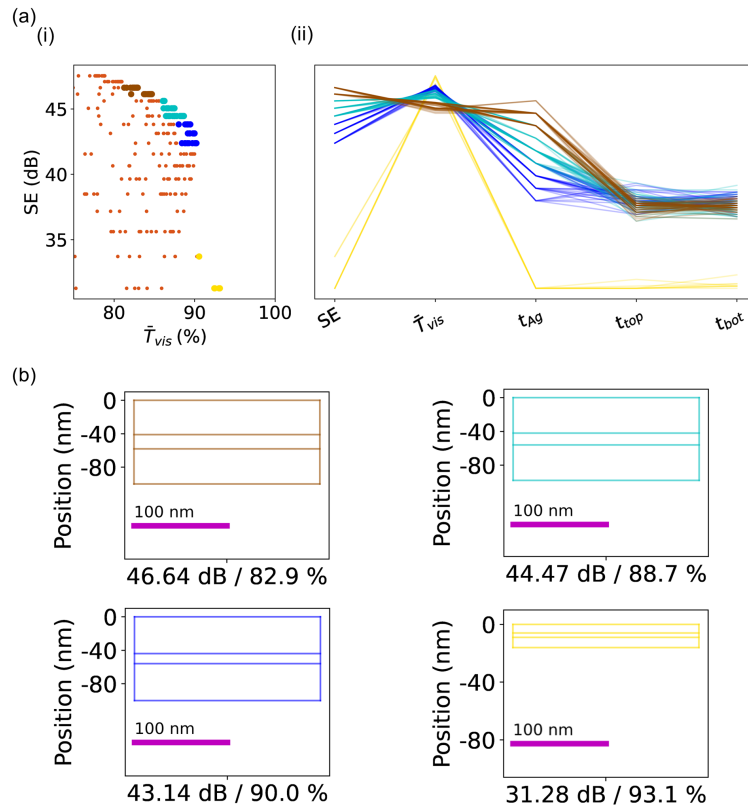 (a)
(i)
(ii)
SE (dB)
45
40
35
80
90
100
T̄vis (%)
SE
T̄vis
tAg
ttop
tbot
(b)
Position (nm)
0
-40
-80
100 nm
46.64 dB / 82.9 %
Position (nm)
0
-40
-80
100 nm
44.47 dB / 88.7 %
Position (nm)
0
-40
-80
100 nm
43.14 dB / 90.0 %
Position (nm)
0
-40
-80
100 nm
31.28 dB / 93.1 %